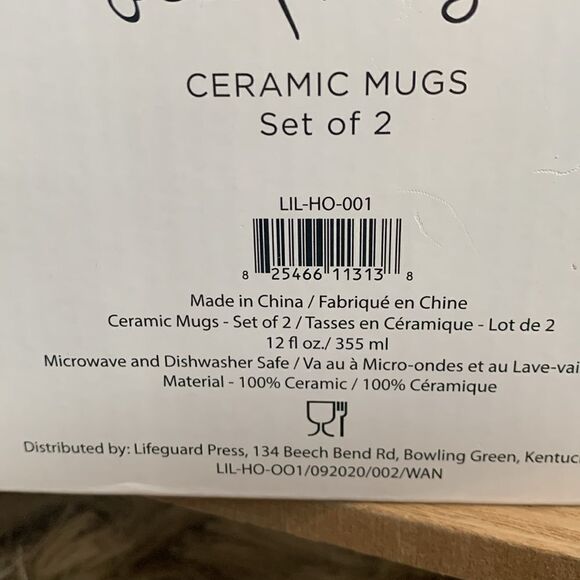 CERAMIC MUGS
Set of 2
LIL-HO-001
8 25466 11313 8
Made in China / Fabriqué en Chine
Ceramic Mugs - Set of 2 / Tasses en Céramique - Lot de 2
12 fl oz./ 355 ml
Microwave and Dishwasher Safe / Va au à Micro-ondes et au Lave-vai
Material - 100% Ceramic / 100% Céramique
Distributed by: Lifeguard Press, 134 Beech Bend Rd, Bowling Green, Kentuc
LIL-HO-OO1/092020/002/WAN